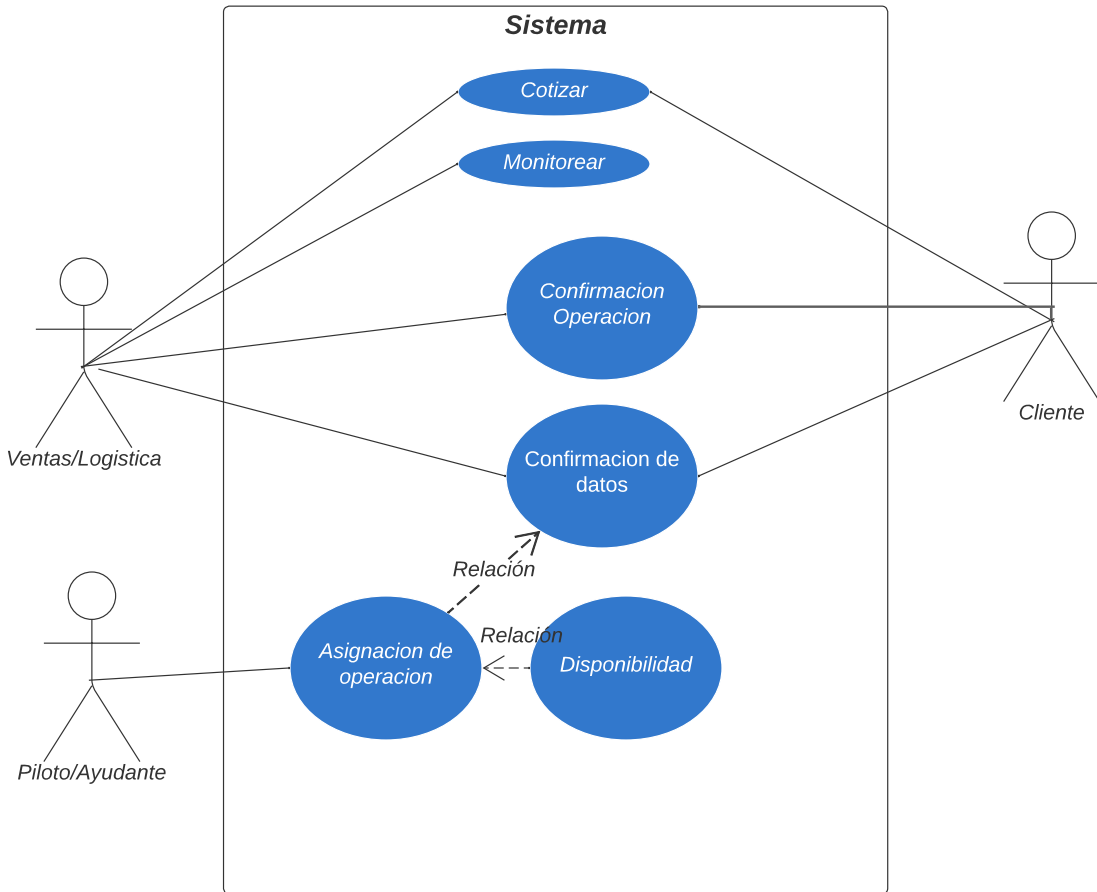 Sistema
Cotizar
Monitorear
Confirmacion
Operacion
Cliente
Ventas/Logistica
Confirmacion de
datos
Relación
Relación
Asignacion de
operacion
Disponibilidad
Piloto/Ayudante